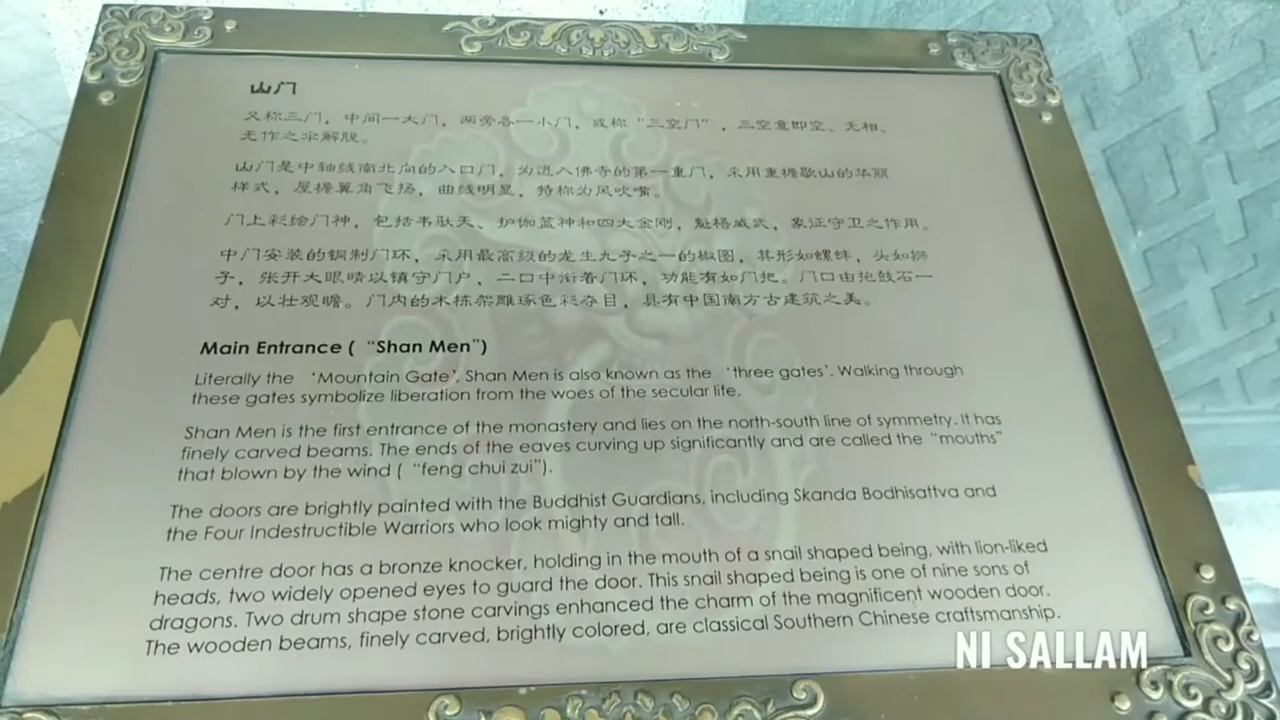 山门
又称三门，中间一大门，两旁各一小门，或称“三空门”，三空意即空、无相、
无作之宗解脱。
山门是中轴线南北向的入口门，为进入佛寺的第一重门，采用重檐歇山的华丽
样式，屋檐翼角飞扬，曲线明显，特称为风吹嘴。
门上彩绘门神，包括韦驮天、护伽蓝神和四大金刚，魁梧威武，象征守卫之作用。
中门安装的铜制门环，采用最高级的龙生九子之一的椒图，其形如螺蚌，头如狮
子，张开大眼睛以镇守门户，二口中衔着门环，功能有如门把。门口由抱鼓石一
对，以壮观瞻。门内的木栋架雕琢色彩夺目，具有中国南方古建筑之美。
Main Entrance ( “Shan Men”)
Literally the ‘Mountain Gate’, Shan Men is also known as the ‘three gates’. Walking through
these gates symbolize liberation from the woes of the secular life.
Shan Men is the first entrance of the monastery and lies on the north-south line of symmetry. It has
finely carved beams. The ends of the eaves curving up significantly and are called the “mouths”
that blown by the wind ( “feng chui zui”).
The doors are brightly painted with the Buddhist Guardians, including Skanda Bodhisattva and
the Four Indestructible Warriors who look mighty and tall.
The centre door has a bronze knocker, holding in the mouth of a snail shaped being, with lion-liked
heads, two widely opened eyes to guard the door. This snail shaped being is one of nine sons of
dragons. Two drum shape stone carvings enhanced the charm of the magnificent wooden door.
The wooden beams, finely carved, brightly colored, are classical Southern Chinese craftsmanship.
NI SALLAM